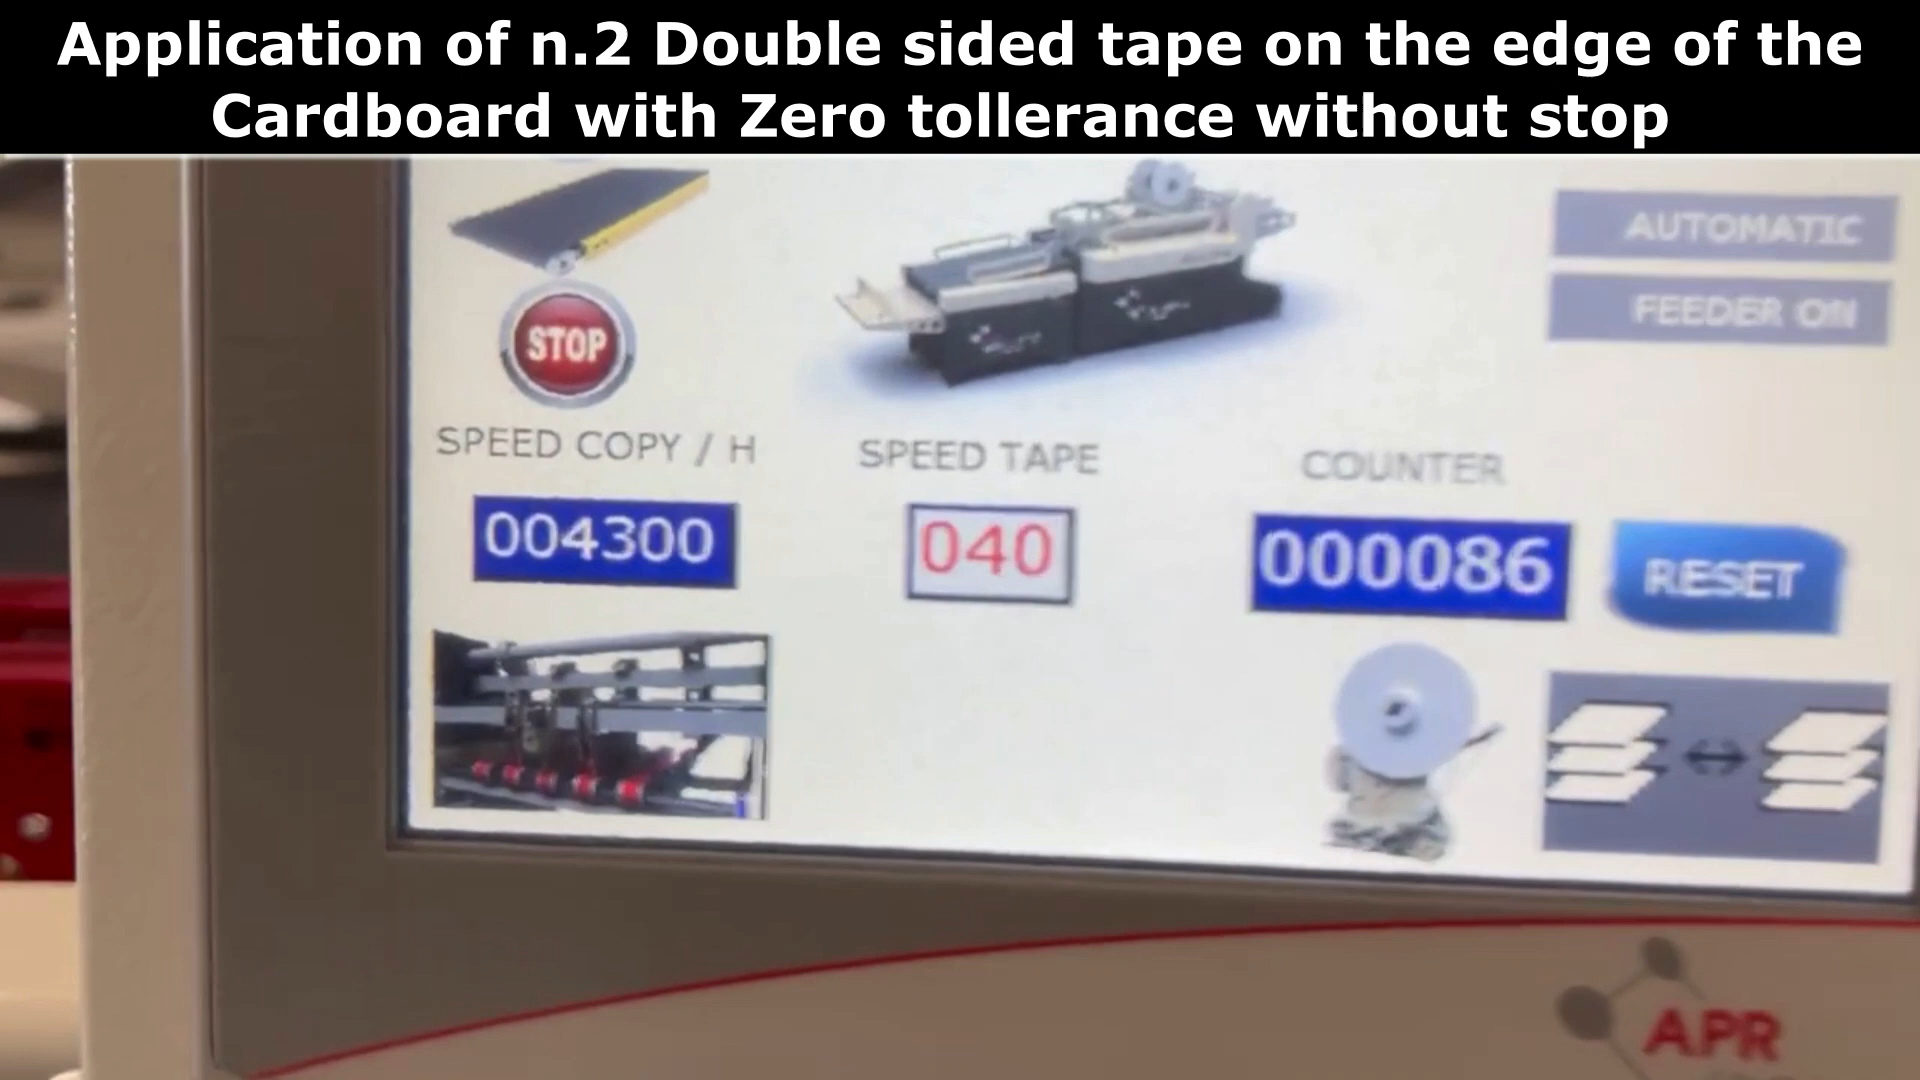 Application of n.2 Double sided tape on the edge of the
Cardboard with Zero tollerance without stop
AUTOMATIC
FEEDER ON
STOP
SPEED COPY / H
SPEED TAPE
COUNTER
004300
040
000086
RESET
APR